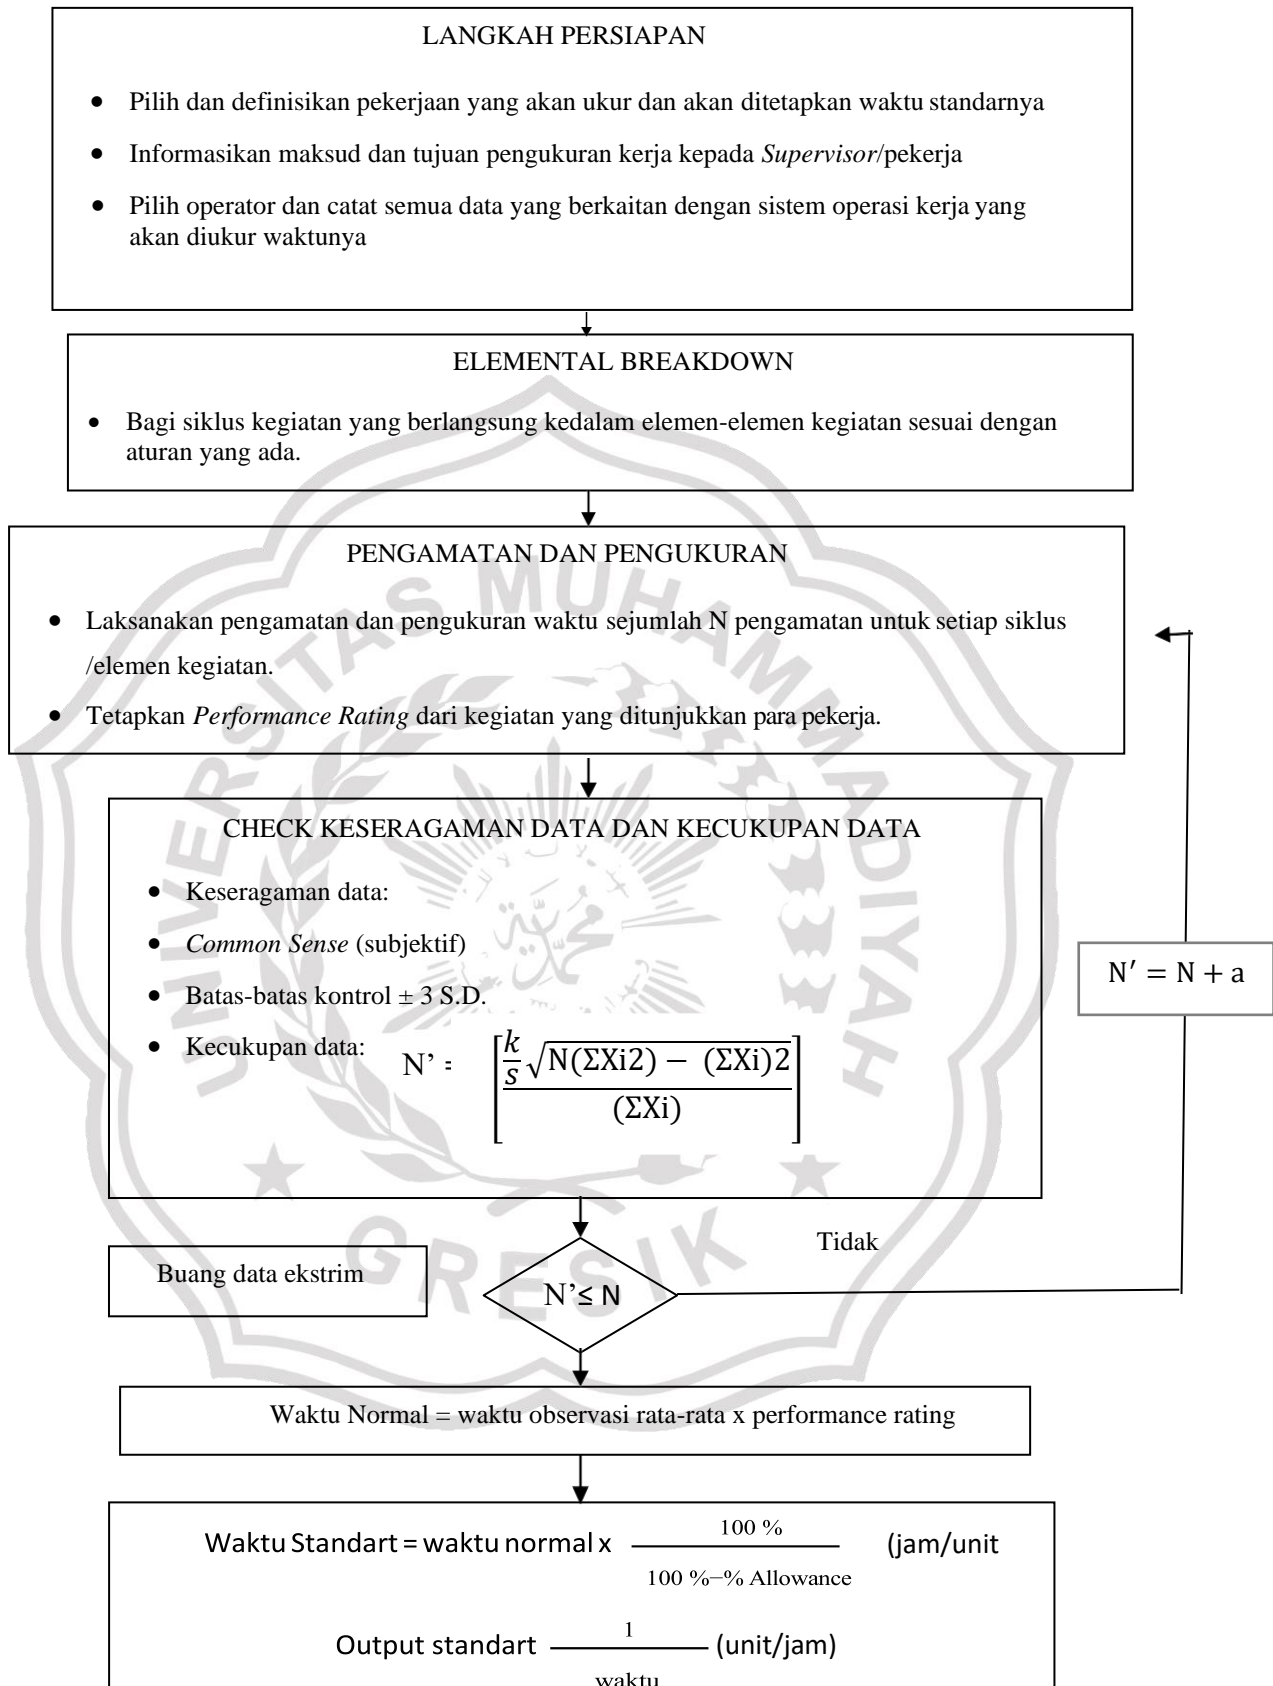 LANGKAH PERSIAPAN
• Pilih dan definisikan pekerjaan yang akan ukur dan akan ditetapkan waktu standarnya
• Informasikan maksud dan tujuan pengukuran kerja kepada Supervisor/pekerja
• Pilih operator dan catat semua data yang berkaitan dengan sistem operasi kerja yang
akan diukur waktunya
ELEMENTAL BREAKDOWN
• Bagi siklus kegiatan yang berlangsung kedalam elemen-elemen kegiatan sesuai dengan
aturan yang ada.
PENGAMATAN DAN PENGUKURAN
• Laksanakan pengamatan dan pengukuran waktu sejumlah N pengamatan untuk setiap siklus
/elemen kegiatan.
• Tetapkan Performance Rating dari kegiatan yang ditunjukkan para pekerja.
CHECK KESERAGAMAN DATA DAN KECUKUPAN DATA
• Keseragaman data:
• Common Sense (subjektif)
• Batas-batas kontrol ± 3 S.D.
• Kecukupan data:
N’ = [k/s √N(ΣXi2) − (ΣXi)2 / (ΣXi)]
N′ = N + a
Tidak
Buang data ekstrim
N’≤ N
Waktu Normal = waktu observasi rata-rata x performance rating
Waktu Standart = waktu normal x 100 % / 100 %−% Allowance (jam/unit
Output standart 1 / waktu (unit/jam)
UNIVERSITAS MUHAMMADIYAH
GRESIK